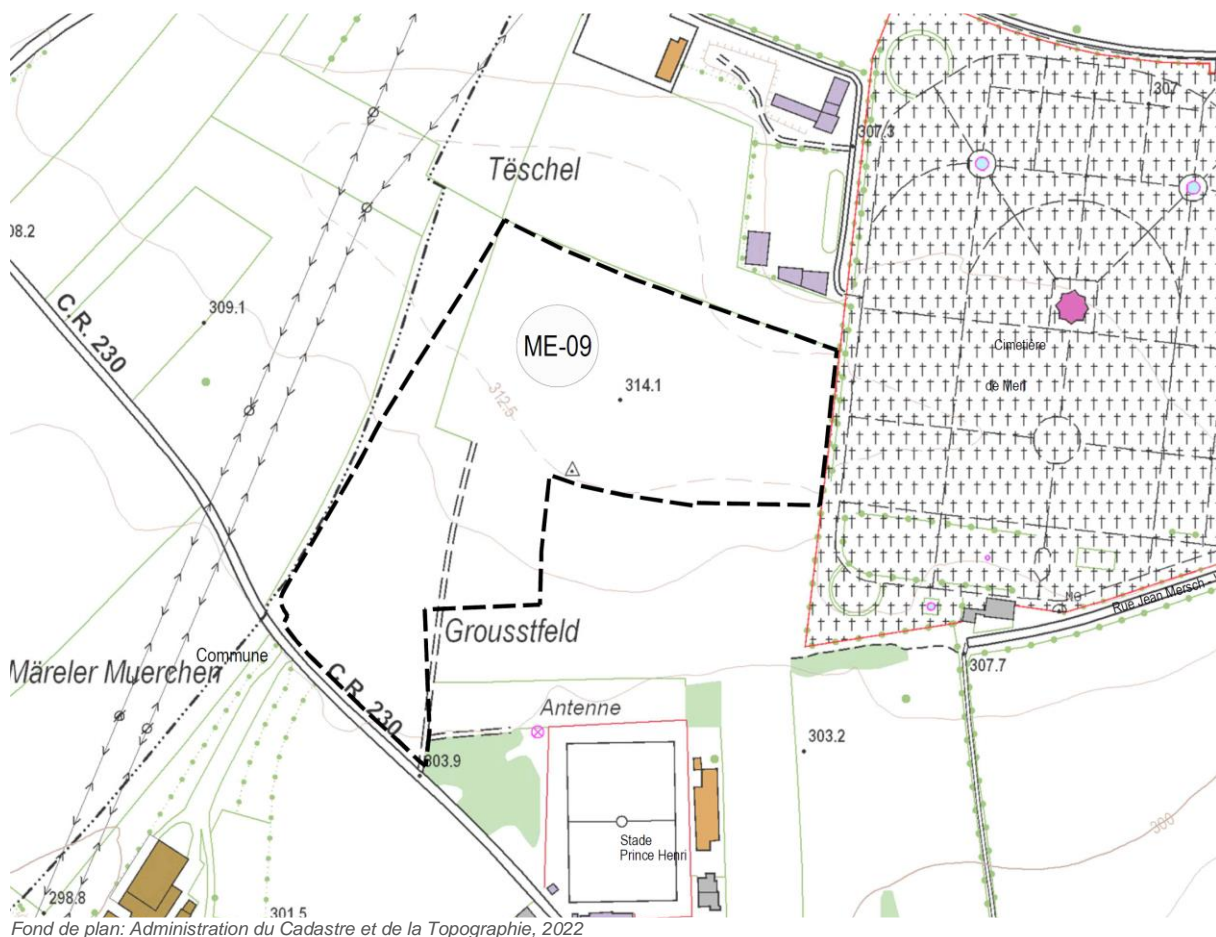 307
307.3
Tëschel
08.2
C.R. 230
309.1
ME-09
314.1
312.5
Cimetière
de Merl
Rue Jean Mersch
Grousstfeld
Commune
Märeler Muerchen
C.R. 230
307.7
Antenne
303.2
303.9
300
Stade
Prince Henri
298.8
301.5
Fond de plan: Administration du Cadastre et de la Topographie, 2022